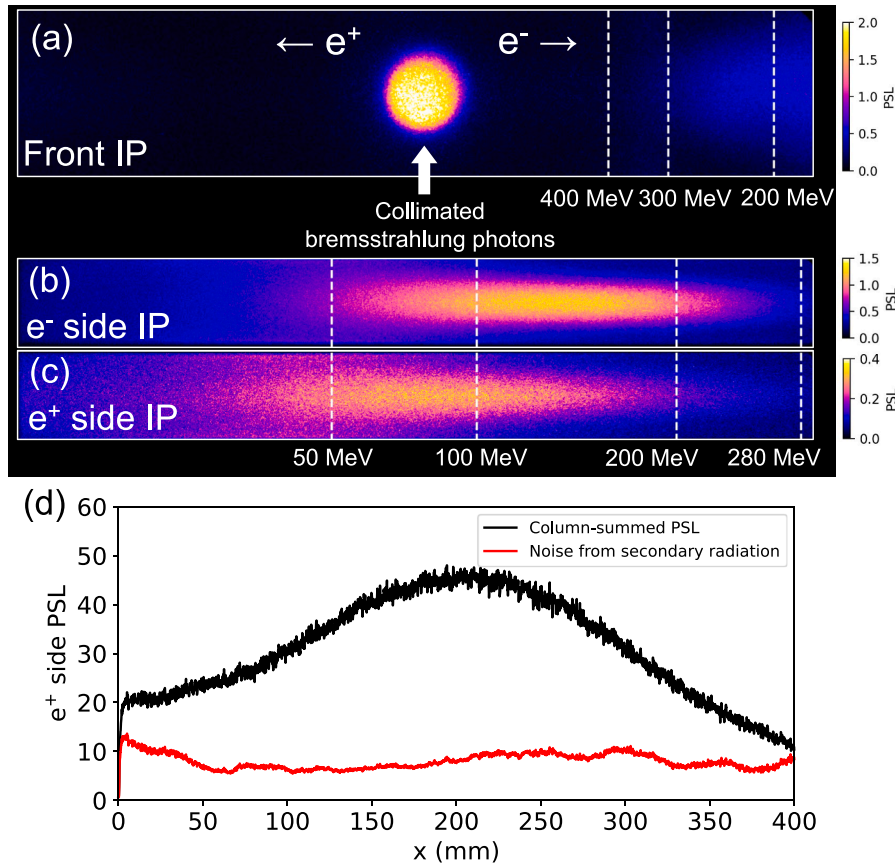 (a)
← e⁺
e⁻ →
Front IP
Collimated
bremsstrahlung photons
400 MeV
300 MeV
200 MeV
2.0
1.5
1.0
0.5
0.0
PSL
(b)
e⁻ side IP
1.5
1.0
0.5
0.0
PSL
(c)
e⁺ side IP
0.4
0.2
0.0
PSL
50 MeV
100 MeV
200 MeV
280 MeV
(d)
60
50
40
30
20
10
0
e⁺ side PSL
Column-summed PSL
Noise from secondary radiation
0
50
100
150
200
250
300
350
400
x (mm)